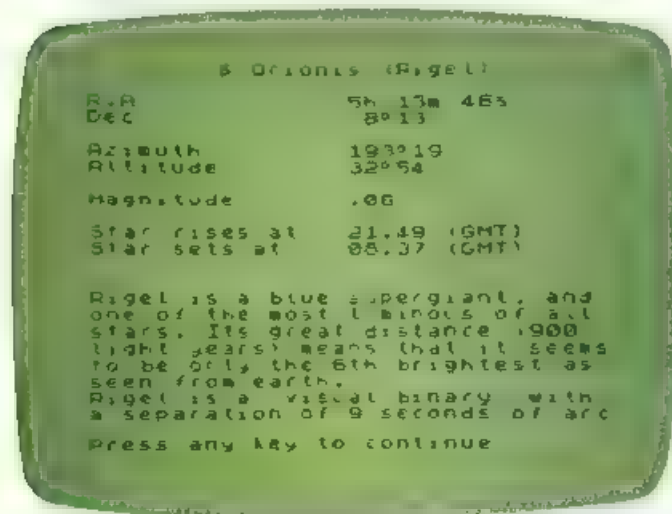 β Orionis (Rigel)
R.A 5h 13m 46s
Dec 8° 13
Azimuth 193° 19
Altitude 32° 54
Magnitude .06
Star rises at 21.49 (GMT)
Star sets at 08.37 (GMT)
Rigel is a blue supergiant, and
one of the most l minous of all
stars. Its great distance (900
light years) means that it seems
to be only the 6th brightest as
seen from earth.
Rigel is a visual binary with
a separation of 9 seconds of arc
Press any key to continue